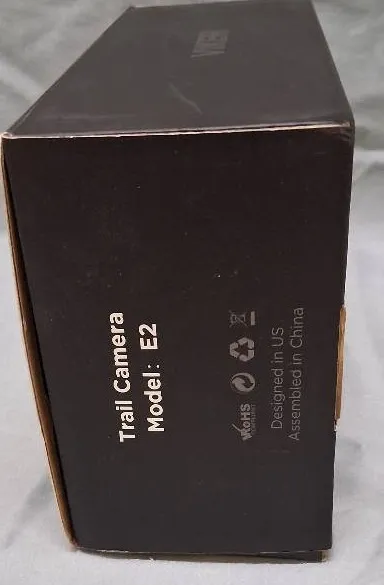 Trail Camera
Model: E2
RoHS
Designed in US
Assembled in China